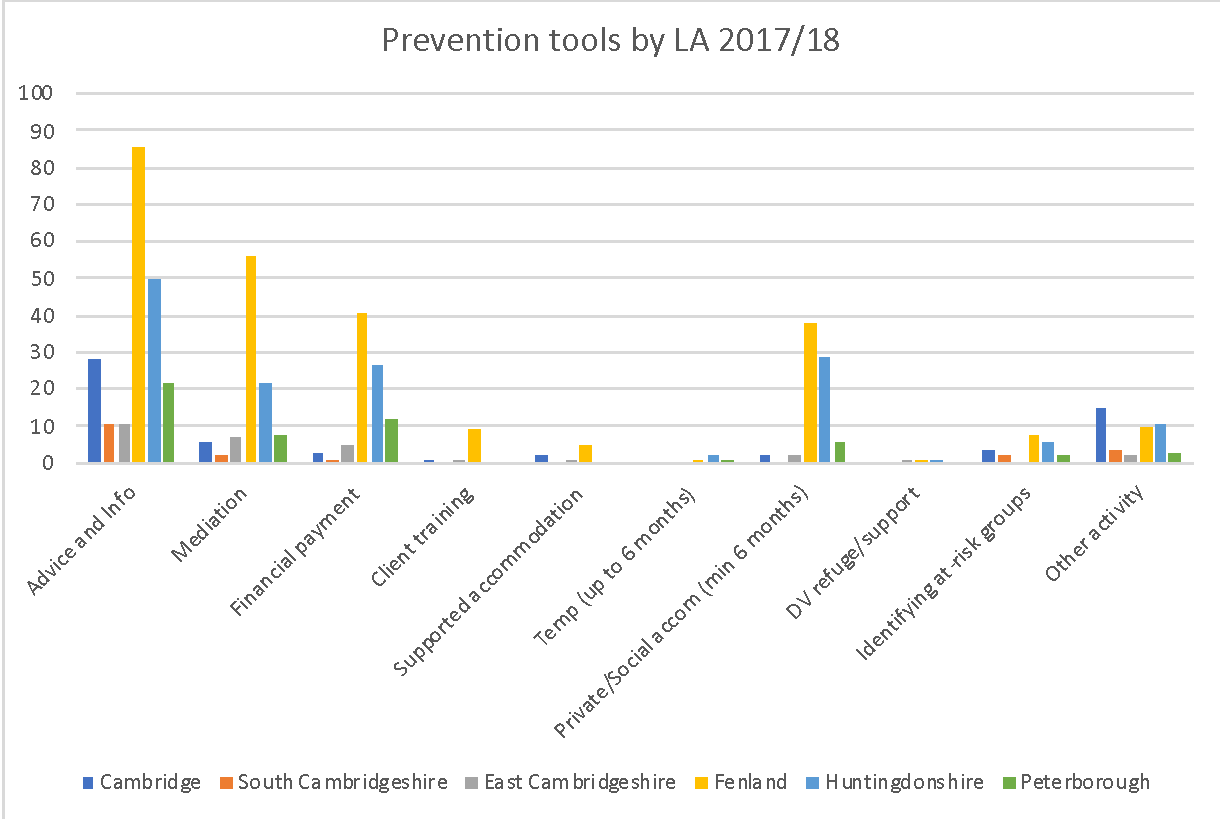 Prevention tools by LA 2017/18
100
90
80
70
60
50
40
30
20
10
0
Advice and Info
Mediation
Financial payment
Client training
Supported accommodation
Temp (up to 6 months)
Private/Social accom (min 6 months)
DV refuge/support
Identifying at-risk groups
Other activity
Cambridge South Cambridgeshire East Cambridgeshire Fenland Huntingdonshire Peterborough